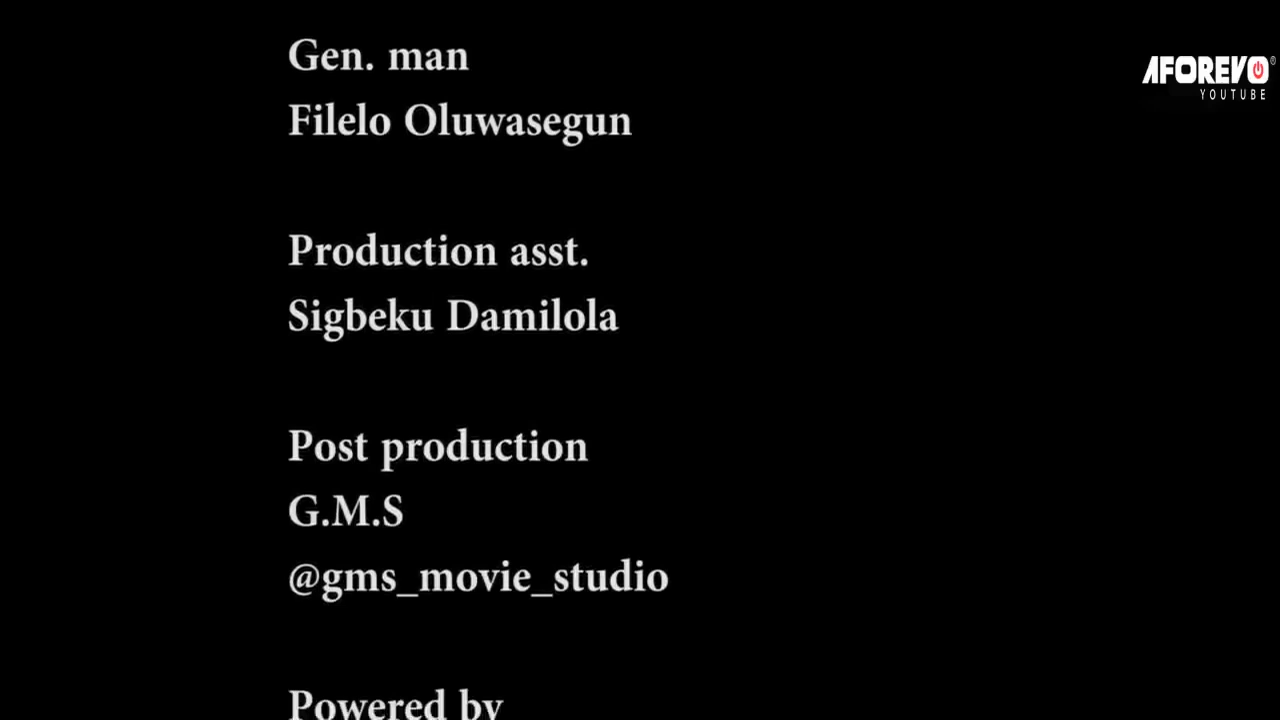 Gen. man
Filelo Oluwasegun
Production asst.
Sigbeku Damilola
Post production
G.M.S
@gms_movie_studio
Powered by
AFOREVO®
YOUTUBE